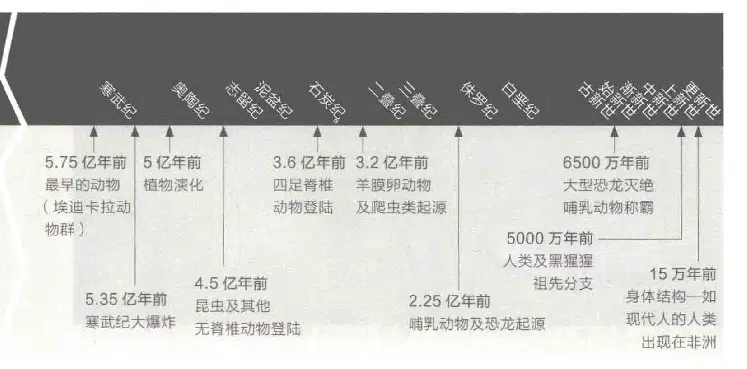 寒武纪
奥陶纪
志留纪
泥盆纪
石炭纪
二叠纪
三叠纪
侏罗纪
白垩纪
古新世
始新世
渐新世
中新世
上新世
更新世
5.75 亿年前
最早的动物
（埃迪卡拉动
物群）
5 亿年前
植物演化
3.6 亿年前
四足脊椎
动物登陆
3.2 亿年前
羊膜卵动物
及爬虫类起源
6500 万年前
大型恐龙灭绝
哺乳动物称霸
5.35 亿年前
寒武纪大爆炸
4.5 亿年前
昆虫及其他
无脊椎动物登陆
2.25 亿年前
哺乳动物及恐龙起源
5000 万年前
人类及黑猩猩
祖先分支
15 万年前
身体结构一如
现代人的人类
出现在非洲